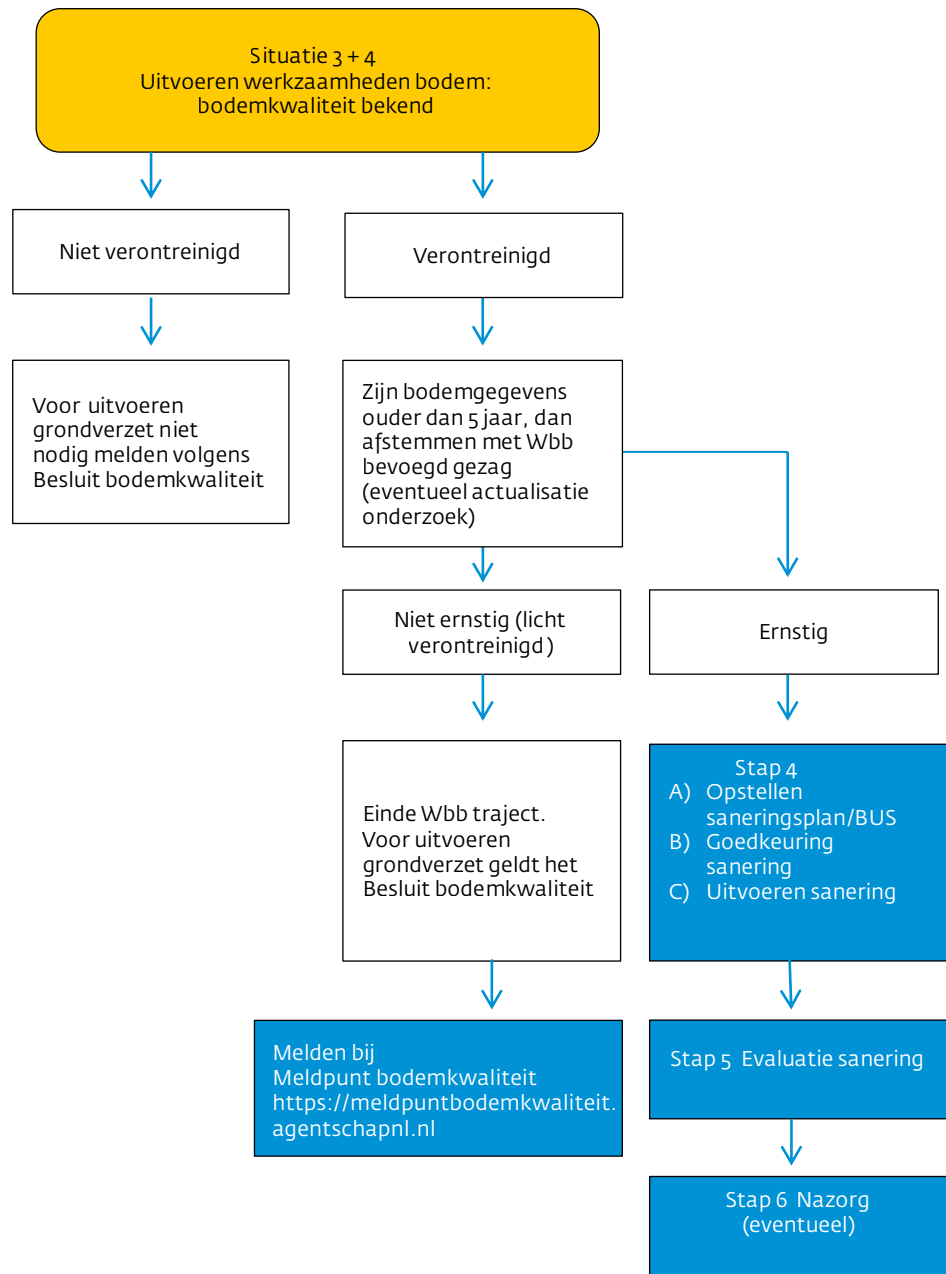 Situatie 3 + 4
Uitvoeren werkzaamheden bodem:
bodemkwaliteit bekend
Niet verontreinigd
Verontreinigd
Voor uitvoeren
grondverzet niet
nodig melden volgens
Besluit bodemkwaliteit
Zijn bodemgegevens
ouder dan 5 jaar, dan
afstemmen met Wbb
bevoegd gezag
(eventueel actualisatie
onderzoek)
Niet ernstig (licht
verontreinigd)
Ernstig
Einde Wbb traject.
Voor uitvoeren
grondverzet geldt het
Besluit bodemkwaliteit
Stap 4
A) Opstellen
saneringsplan/BUS
B) Goedkeuring
sanering
C) Uitvoeren sanering
Melden bij
Meldpunt bodemkwaliteit
https://meldpuntbodemkwaliteit.
agentschapnl.nl
Stap 5 Evaluatie sanering
Stap 6 Nazorg
(eventueel)